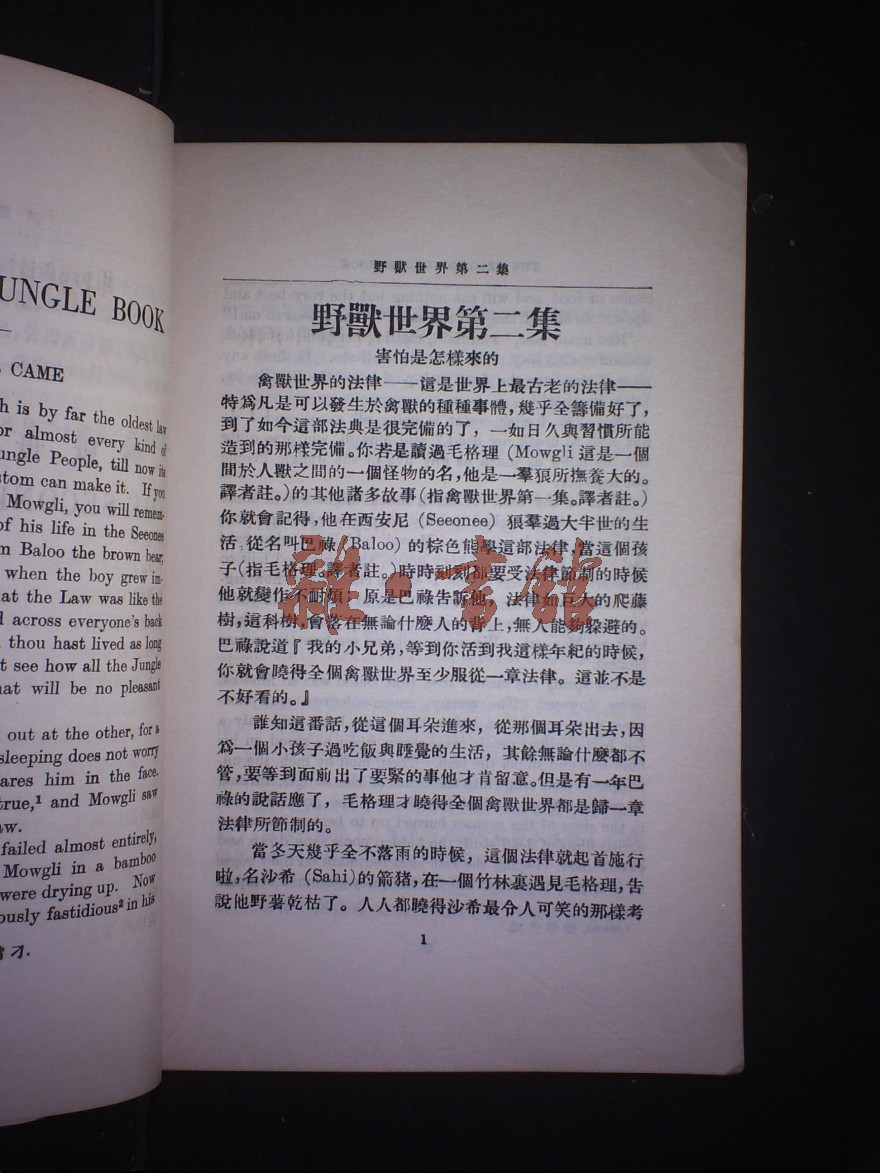 UNGLE BOOK
CAME
h is by far the oldest law
or almost every kind of
ungle People, till now its
stom can make it. If you
Mowgli, you will remem-
of his life in the Seeonee
m Baloo the brown bear;
when the boy grew im-
at the Law was like the
d across everyone's back
thou hast lived as long
t see how all the Jungle
hat will be no pleasant
out at the other, for a
sleeping does not worry
ares him in the face.
true,¹ and Mowgli saw
aw.
failed almost entirely,
Mowgli in a bamboo
were drying up. Now
ously fastidious² in his
刁.
野獸世界第二集
野獸世界第二集
害怕是怎樣來的
禽獸世界的法律——這是世界上最古老的法律——
特爲凡是可以發生於禽獸的種種事體，幾乎全籌備好了，
到了如今這部法典是很完備的了，一如日久與習慣所能
造到的那樣完備。你若是讀過毛格理（Mowgli 這是一個
間於人獸之間的一個怪物的名，他是一羣狼所撫養大的。
譯者註。）的其他諸多故事（指禽獸世界第一集。譯者註。）
你就會記得，他在西安尼（Seeonee）狼羣過大半世的生
活，從名叫巴祿（Baloo）的棕色熊學這部法律，當這個孩
子（指毛格理。譯者註。）時時刻刻都要受法律節制的時候
他就變作不耐煩；原是巴祿告訴他，法律如巨大的爬藤
樹，這科樹，會落在無論什麼人的背上，無人能夠躱避的。
巴祿說道『我的小兄弟，等到你活到我這樣年紀的時候，
你就會曉得全個禽獸世界至少服從一章法律。這並不是
不好看的。』
誰知這番話，從這個耳朵進來，從那個耳朵出去，因
爲一個小孩子過吃飯與睡覺的生活，其餘無論什麼都不
管，要等到面前出了要緊的事他才肯留意。但是有一年巴
祿的說話應了，毛格理才曉得全個禽獸世界都是歸一章
法律所節制的。
當冬天幾乎全不落雨的時候，這個法律就起首施行
啦，名沙希（Sahi）的箭猪，在一個竹林裏遇見毛格理，告
說他野薯乾枯了。人人都曉得沙希最令人可笑的那樣考
1
雜·書館